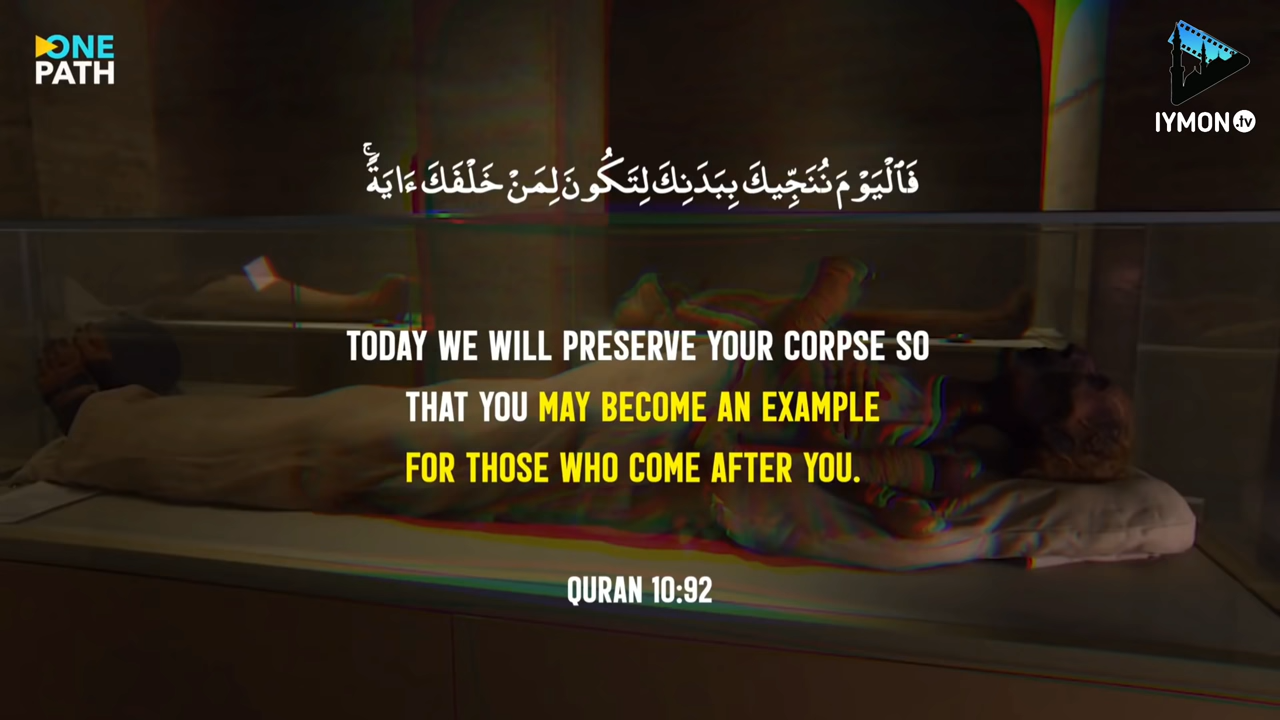 ONE
PATH
IYMON.tv
فَٱلْيَوْمَ نُنَجِّيكَ بِبَدَنِكَ لِتَكُونَ لِمَنْ خَلْفَكَ ءَايَةًۚ
TODAY WE WILL PRESERVE YOUR CORPSE SO
THAT YOU MAY BECOME AN EXAMPLE
FOR THOSE WHO COME AFTER YOU.
QURAN 10:92